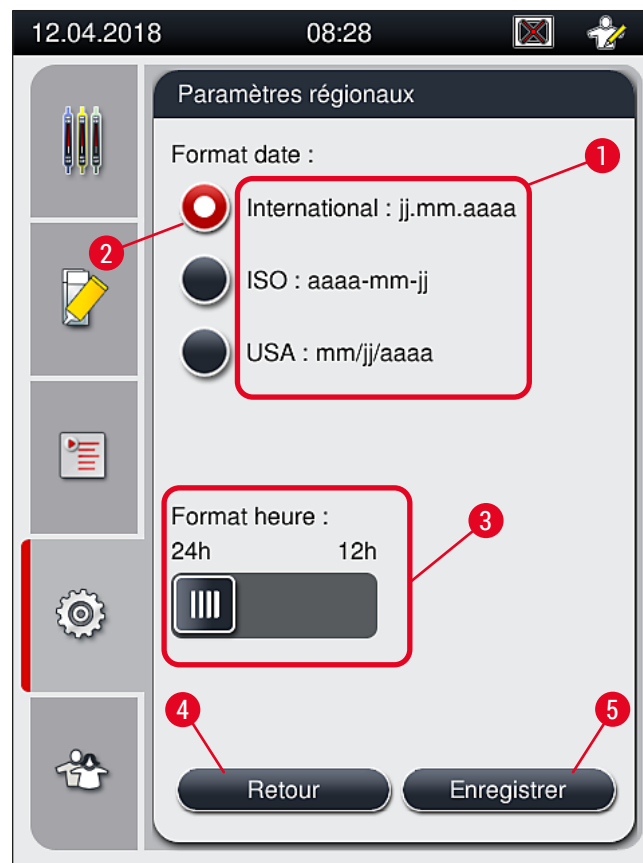 12.04.2018 08:28
Paramètres régionaux
Format date :
1
International : jj.mm.aaaa
2
ISO : aaaa-mm-jj
USA : mm/jj/aaaa
Format heure :
3
24h 12h
4
5
Retour Enregistrer